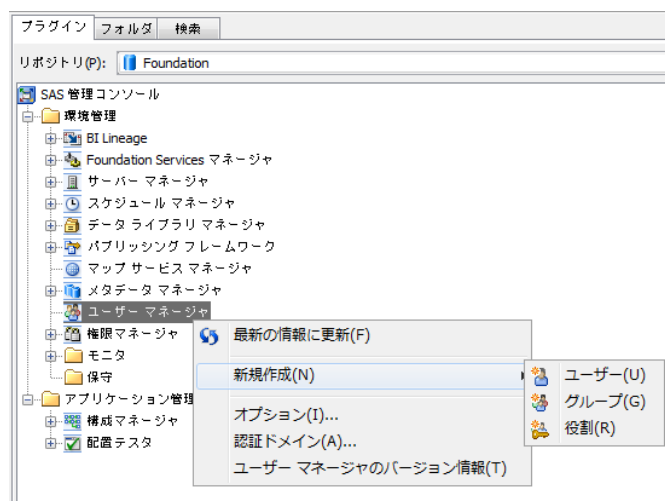 プラグイン フォルダ 検索
リポジトリ(P): Foundation
SAS 管理コンソール
環境管理
BI Lineage
Foundation Services マネージャ
サーバー マネージャ
スケジュール マネージャ
データ ライブラリ マネージャ
パブリッシング フレームワーク
マップ サービス マネージャ
メタデータ マネージャ
ユーザー マネージャ
権限マネージャ
モニタ
保守
アプリケーション管理
構成マネージャ
配置テスタ
最新の情報に更新(F)
新規作成(N)
オプション(I)...
認証ドメイン(A)...
ユーザー マネージャのバージョン情報(T)
ユーザー(U)
グループ(G)
役割(R)